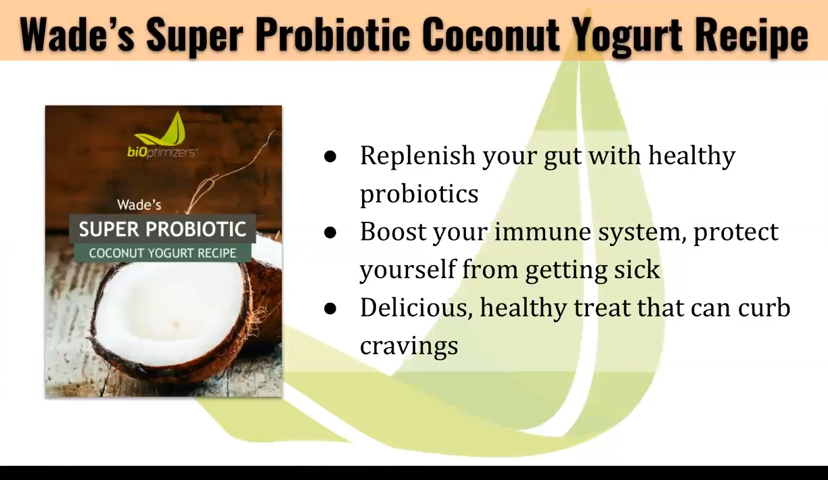 Wade's Super Probiotic Coconut Yogurt Recipe
biOptimizers
Wade's
SUPER PROBIOTIC
COCONUT YOGURT RECIPE
● Replenish your gut with healthy
probiotics
● Boost your immune system, protect
yourself from getting sick
● Delicious, healthy treat that can curb
cravings